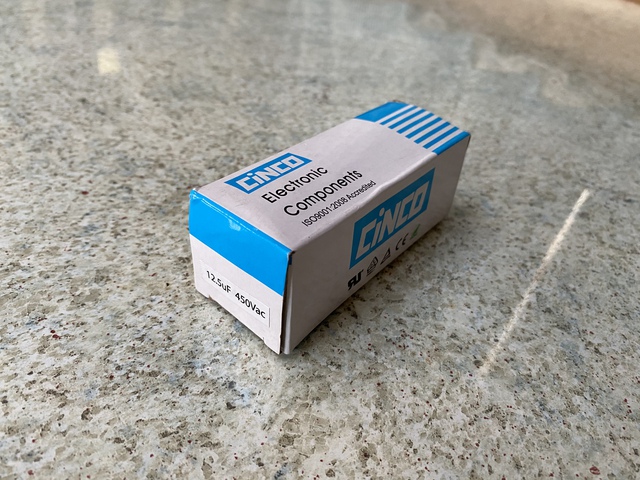 CINCO
Electronic
Components
ISO9001:2008 Accredited
CINCO
12.5uF 450Vac